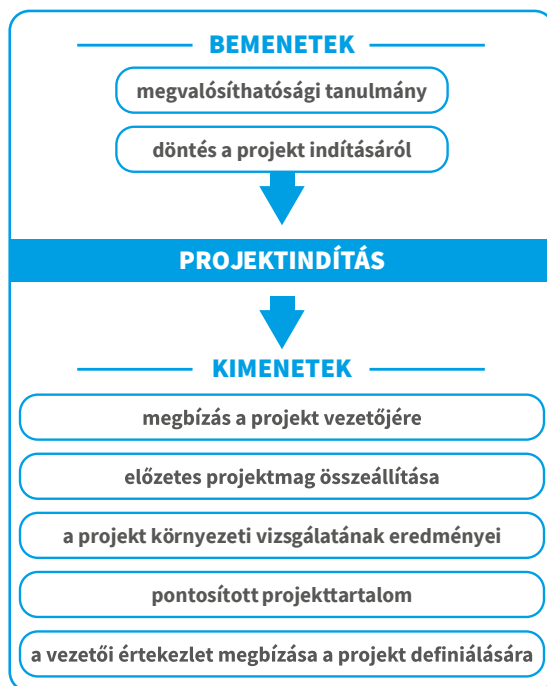 BEMENETEK
megvalósíthatósági tanulmány
döntés a projekt indításáról
PROJEKTINDÍTÁS
KIMENETEK
megbízás a projekt vezetőjére
előzetes projektmag összeállítása
a projekt környezeti vizsgálatának eredményei
pontosított projekttartalom
a vezetői értekezlet megbízása a projekt definiálására